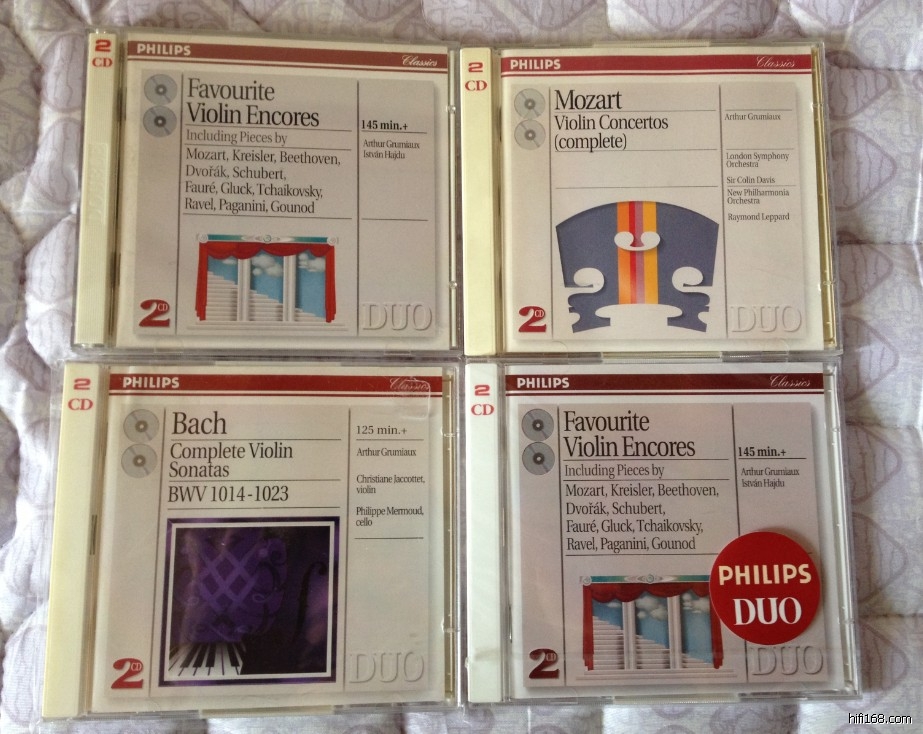 2
CD
PHILIPS
Classics
Favourite
Violin Encores
Including Pieces by
Mozart, Kreisler, Beethoven,
Dvořák, Schubert,
Fauré, Gluck, Tchaikovsky,
Ravel, Paganini, Gounod
145 min.+
Arthur Grumiaux
István Hajdu
2CD
DUO
2
CD
PHILIPS
Classics
Mozart
Violin Concertos
(complete)
Arthur Grumiaux
London Symphony
Orchestra
Sir Colin Davis
New Philharmonia
Orchestra
Raymond Leppard
2CD
DUO
2
CD
PHILIPS
Classics
Bach
Complete Violin
Sonatas
BWV 1014-1023
125 min.+
Arthur Grumiaux
Christiane Jaccottet,
violin
Philippe Mermoud,
cello
2CD
DUO
2
CD
PHILIPS
Classics
Favourite
Violin Encores
Including Pieces by
Mozart, Kreisler, Beethoven,
Dvořák, Schubert,
Fauré, Gluck, Tchaikovsky,
Ravel, Paganini, Gounod
145 min.+
Arthur Grumiaux
István Hajdu
PHILIPS
DUO
2CD
DUO
hifi168.com